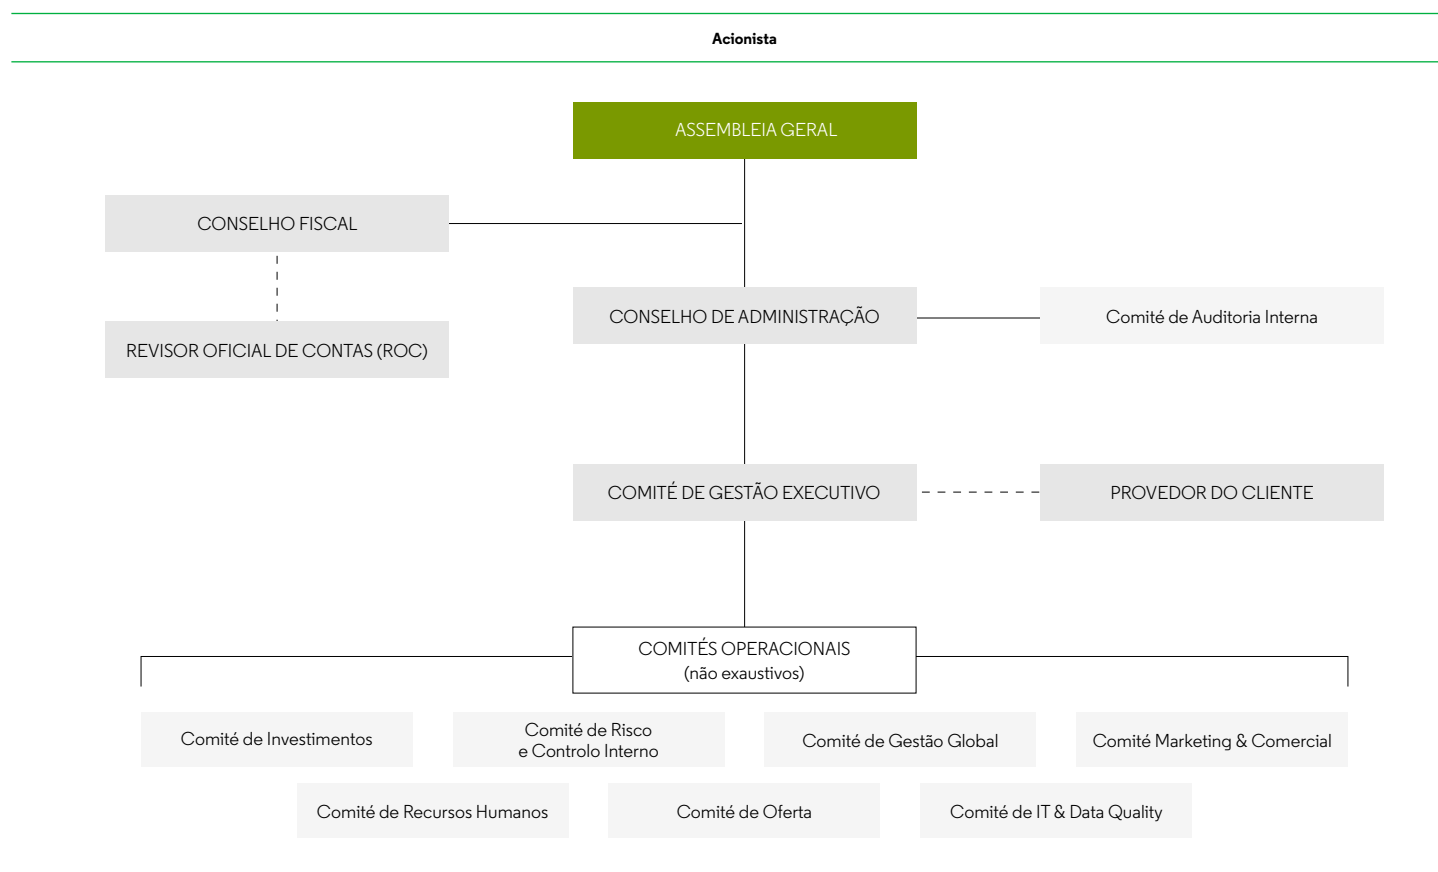 Acionista
ASSEMBLEIA GERAL
CONSELHO FISCAL
CONSELHO DE ADMINISTRAÇÃO
Comité de Auditoria Interna
REVISOR OFICIAL DE CONTAS (ROC)
COMITÉ DE GESTÃO EXECUTIVO
PROVEDOR DO CLIENTE
COMITÉS OPERACIONAIS
(não exaustivos)
Comité de Investimentos
Comité de Risco
e Controlo Interno
Comité de Gestão Global
Comité Marketing & Comercial
Comité de Recursos Humanos
Comité de Oferta
Comité de IT & Data Quality